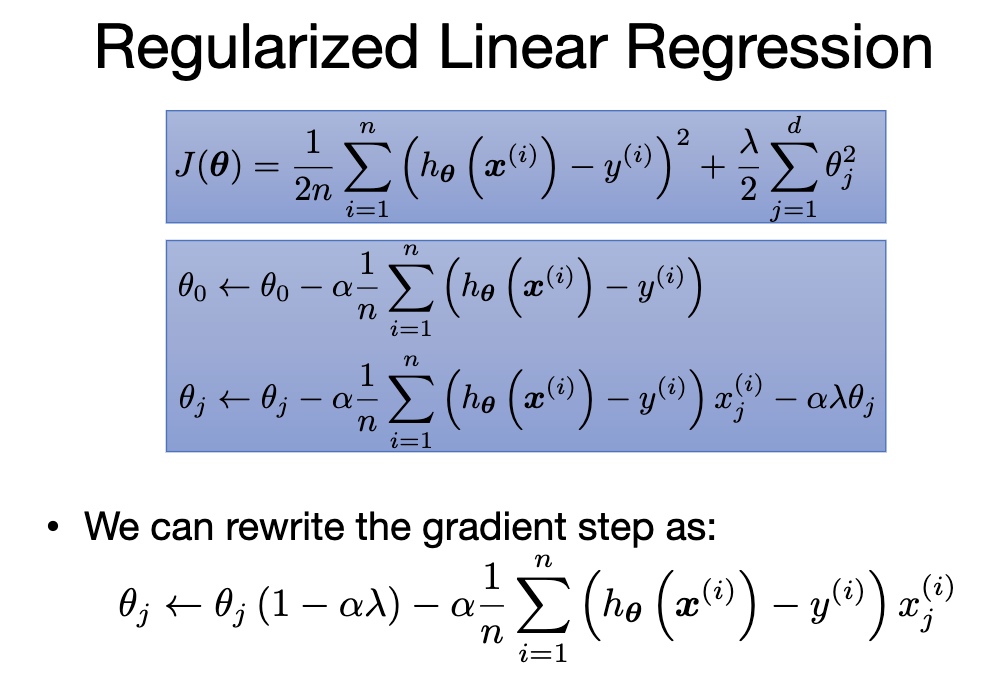 Regularized Linear Regression
$J(\boldsymbol{\theta}) = \frac{1}{2n} \sum_{i=1}^{n} \left( h_{\boldsymbol{\theta}} \left( \boldsymbol{x}^{(i)} \right) - y^{(i)} \right)^2 + \frac{\lambda}{2} \sum_{j=1}^{d} \theta_j^2$
$\theta_0 \leftarrow \theta_0 - \alpha \frac{1}{n} \sum_{i=1}^{n} \left( h_{\boldsymbol{\theta}} \left( \boldsymbol{x}^{(i)} \right) - y^{(i)} \right)$
$\theta_j \leftarrow \theta_j - \alpha \frac{1}{n} \sum_{i=1}^{n} \left( h_{\boldsymbol{\theta}} \left( \boldsymbol{x}^{(i)} \right) - y^{(i)} \right) x_j^{(i)} - \alpha \lambda \theta_j$
• We can rewrite the gradient step as:
$\theta_j \leftarrow \theta_j \left( 1 - \alpha \lambda \right) - \alpha \frac{1}{n} \sum_{i=1}^{n} \left( h_{\boldsymbol{\theta}} \left( \boldsymbol{x}^{(i)} \right) - y^{(i)} \right) x_j^{(i)}$